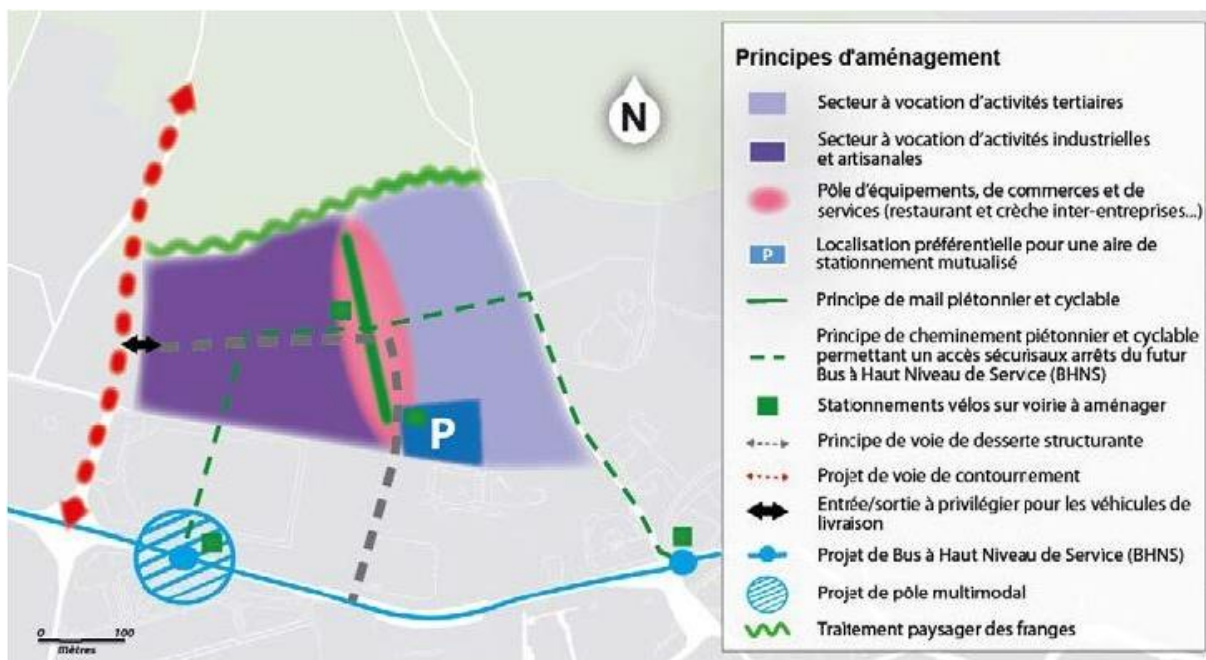 N
P
0 100
Mètres
Principes d'aménagement
Secteur à vocation d'activités tertiaires
Secteur à vocation d'activités industrielles
et artisanales
Pôle d'équipements, de commerces et de
services (restaurant et crèche inter-entreprises...)
P
Localisation préférentielle pour une aire de
stationnement mutualisé
Principe de mail piétonnier et cyclable
Principe de cheminement piétonnier et cyclable
permettant un accès sécurisaux arrêts du futur
Bus à Haut Niveau de Service (BHNS)
Stationnements vélos sur voirie à aménager
Principe de voie de desserte structurante
Projet de voie de contournement
Entrée/sortie à privilégier pour les véhicules de
livraison
Projet de Bus à Haut Niveau de Service (BHNS)
Projet de pôle multimodal
Traitement paysager des franges